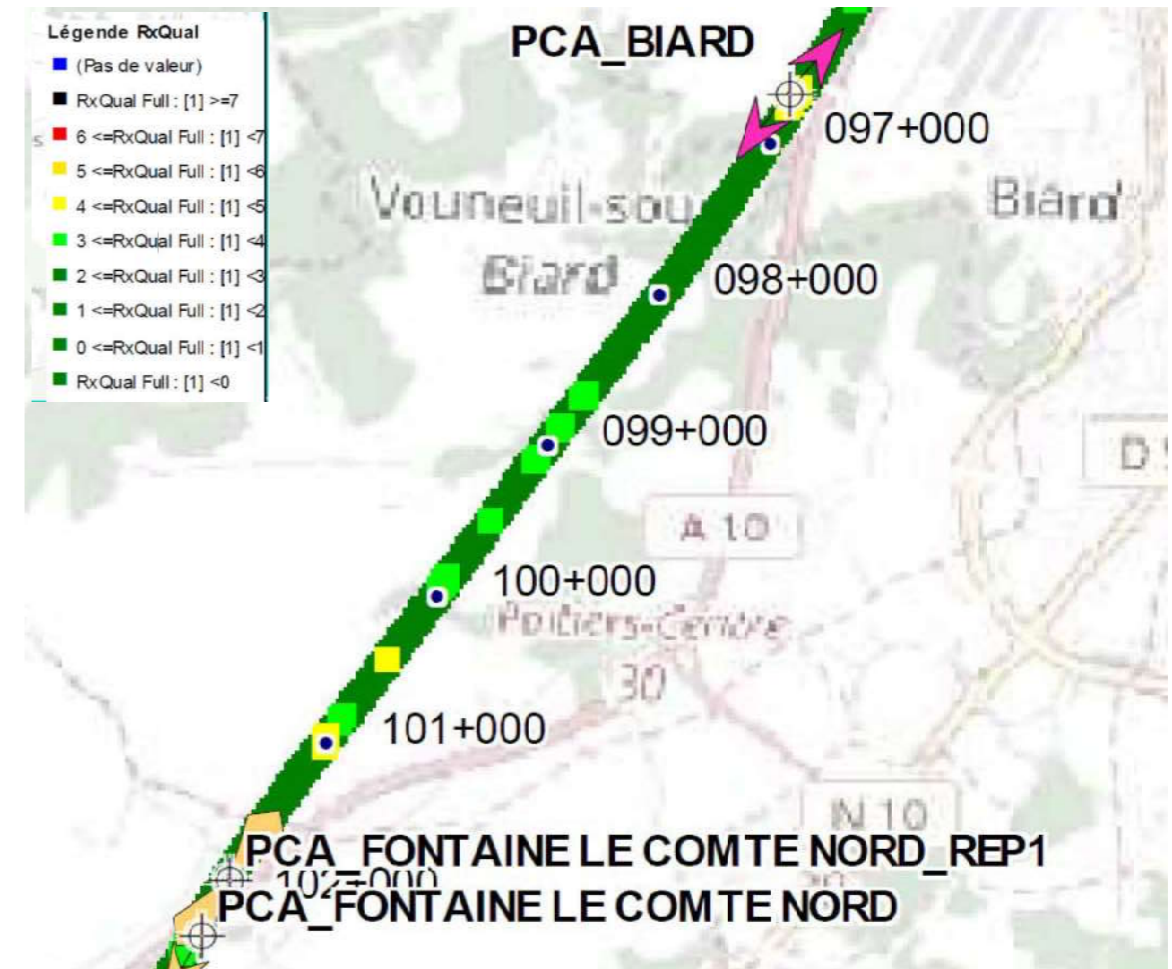 Légende RxQual
(Pas de valeur)
RxQual Full : [1] >=7
6 <=RxQual Full : [1] <7
5 <=RxQual Full : [1] <6
4 <=RxQual Full : [1] <5
3 <=RxQual Full : [1] <4
2 <=RxQual Full : [1] <3
1 <=RxQual Full : [1] <2
0 <=RxQual Full : [1] <1
RxQual Full : [1] <0
PCA_BIARD
097+000
Vouneuil-sou
Biard
Biard
098+000
099+000
D
A 10
100+000
Poitiers-Centre
30
101+000
N 10
PCA_FONTAINE LE COMTE NORD_REP1
102+000
PCA_FONTAINE LE COMTE NORD